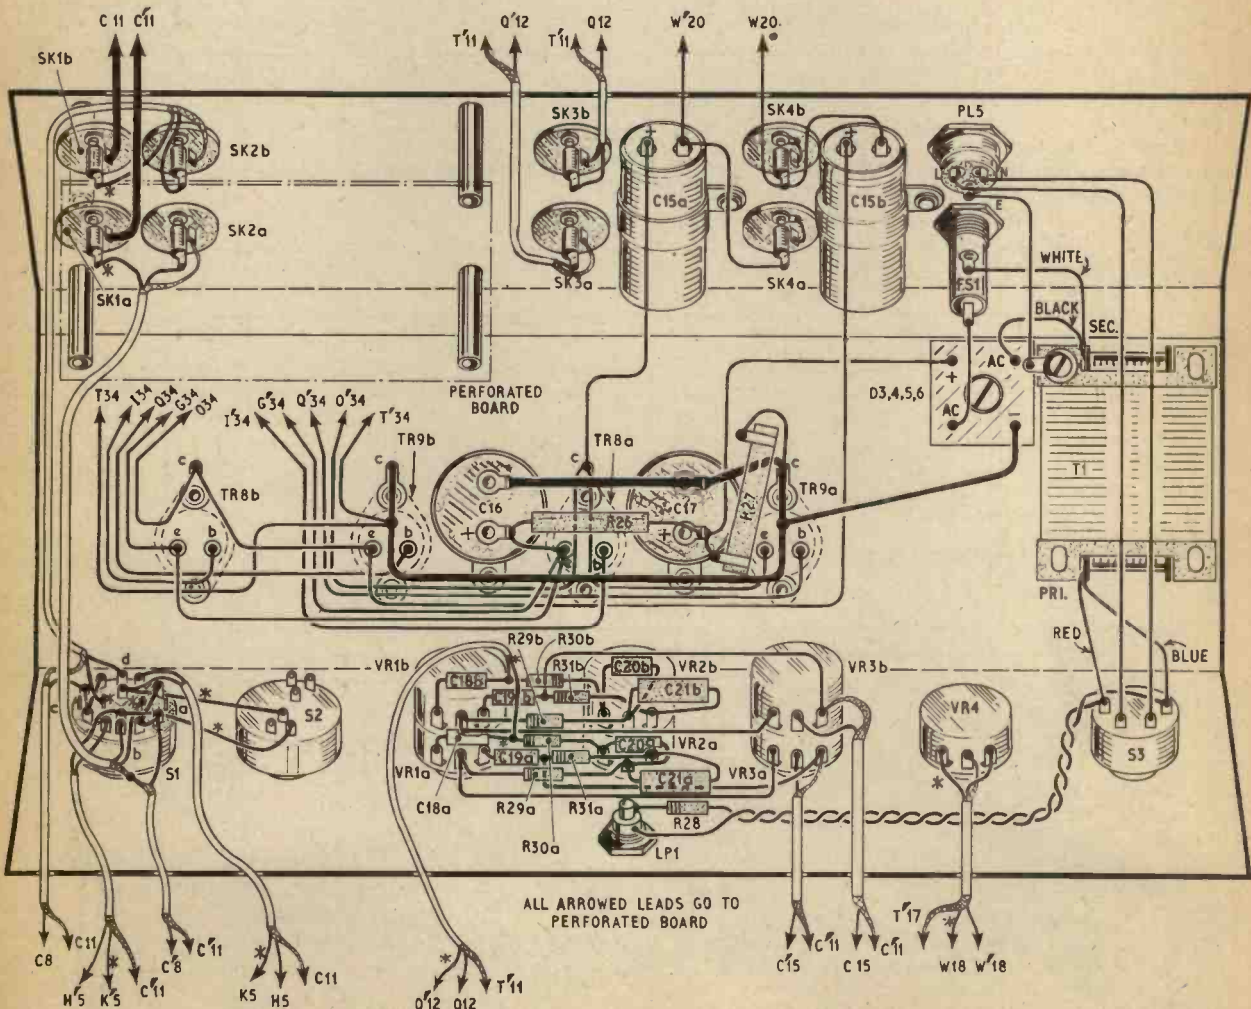 C11 C"11 T"11 Q"12 T"11 Q12 W"20 W20
SK1b
SK2b
SK3b
SK4b
PL5
L N
E
C15a
C15b
+
+
SK2a
SK1a
SK3a
SK4a
*
*
FS1
WHITE
BLACK
SEC.
AC
+
D3,4,5,6
AC
−
T1
PERFORATED
BOARD
T34 I34 Q34 G34 O34
I"34 G"34 Q"34 O"34 T"34
TR9b
TR8a
TR8b
TR9a
c
c
c
c
C16
C17
R26
R27
+
+
e b
e b
b
e b
PRI.
RED
BLUE
R29b R30b
R31b
C20b
VR2b
VR1b
VR3b
C18b
C19b
C21b
d
c
a
b
*
*
S1
S2
VR4
*
S3
C20a
VR2a
VR1a
C19a
C21a
VR3a
C18a
R29a
R31a
R30a
R28
LP1
ALL ARROWED LEADS GO TO
PERFORATED BOARD
C8 C11
H"5 K"5 C"11
C"8 C"11
K5 H5 C11
Q"12 Q12 T"11
C"15 C"11
C15 C"11
T"17 W18 W"18
*
*
*
*